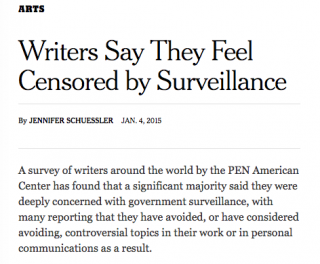 ARTS
Writers Say They Feel
Censored by Surveillance
By JENNIFER SCHUESSLER JAN. 4, 2015
A survey of writers around the world by the PEN American
Center has found that a significant majority said they were
deeply concerned with government surveillance, with
many reporting that they have avoided, or have considered
avoiding, controversial topics in their work or in personal
communications as a result.